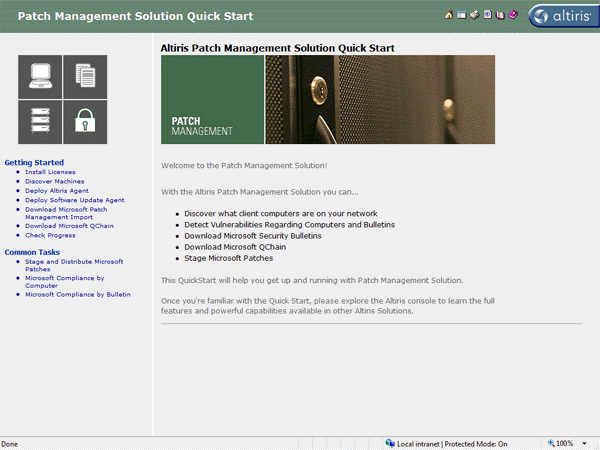 Patch Management Solution Quick Start
altiris
Altiris Patch Management Solution Quick Start
PATCH
MANAGEMENT
Getting Started
Install Licenses
Discover Machines
Deploy Altiris Agent
Deploy Software Update Agent
Download Microsoft Patch
Management Import
Download Microsoft QChain
Check Progress
Common Tasks
Stage and Distribute Microsoft
Patches
Microsoft Compliance by
Computer
Microsoft Compliance by Bulletin
Welcome to the Patch Management Solution!
With the Altiris Patch Management Solution you can...
Discover what client computers are on your network
Detect Vulnerabilities Regarding Computers and Bulletins
Download Microsoft Security Bulletins
Download Microsoft QChain
Stage Microsoft Patches
This QuickStart will help you get up and running with Patch Management Solution.
Once you're familiar with the Quick Start, please explore the Altiris console to learn the full
features and powerful capabilities available in other Altiris Solutions.
Done
Local intranet | Protected Mode: On
100%